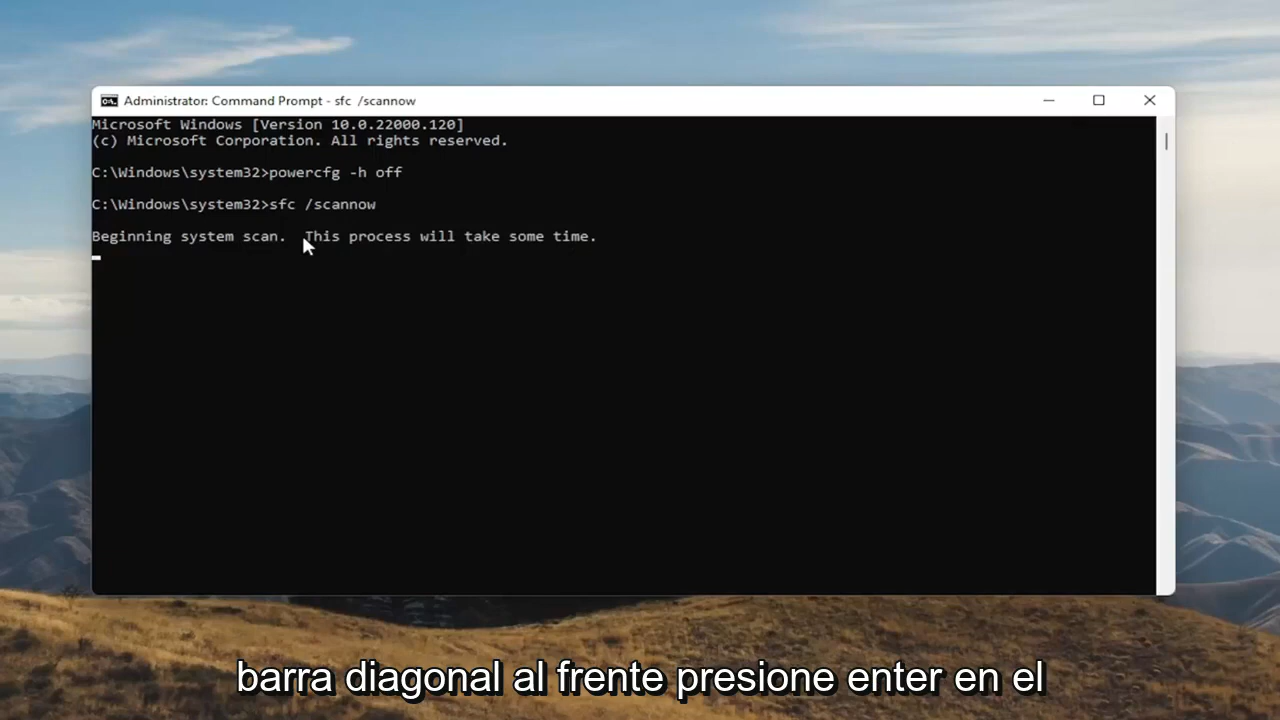 Administrator: Command Prompt - sfc /scannow
Microsoft Windows [Version 10.0.22000.120]
(c) Microsoft Corporation. All rights reserved.
C:\Windows\system32>powercfg -h off
C:\Windows\system32>sfc /scannow
Beginning system scan.  This process will take some time.
barra diagonal al frente presione enter en el